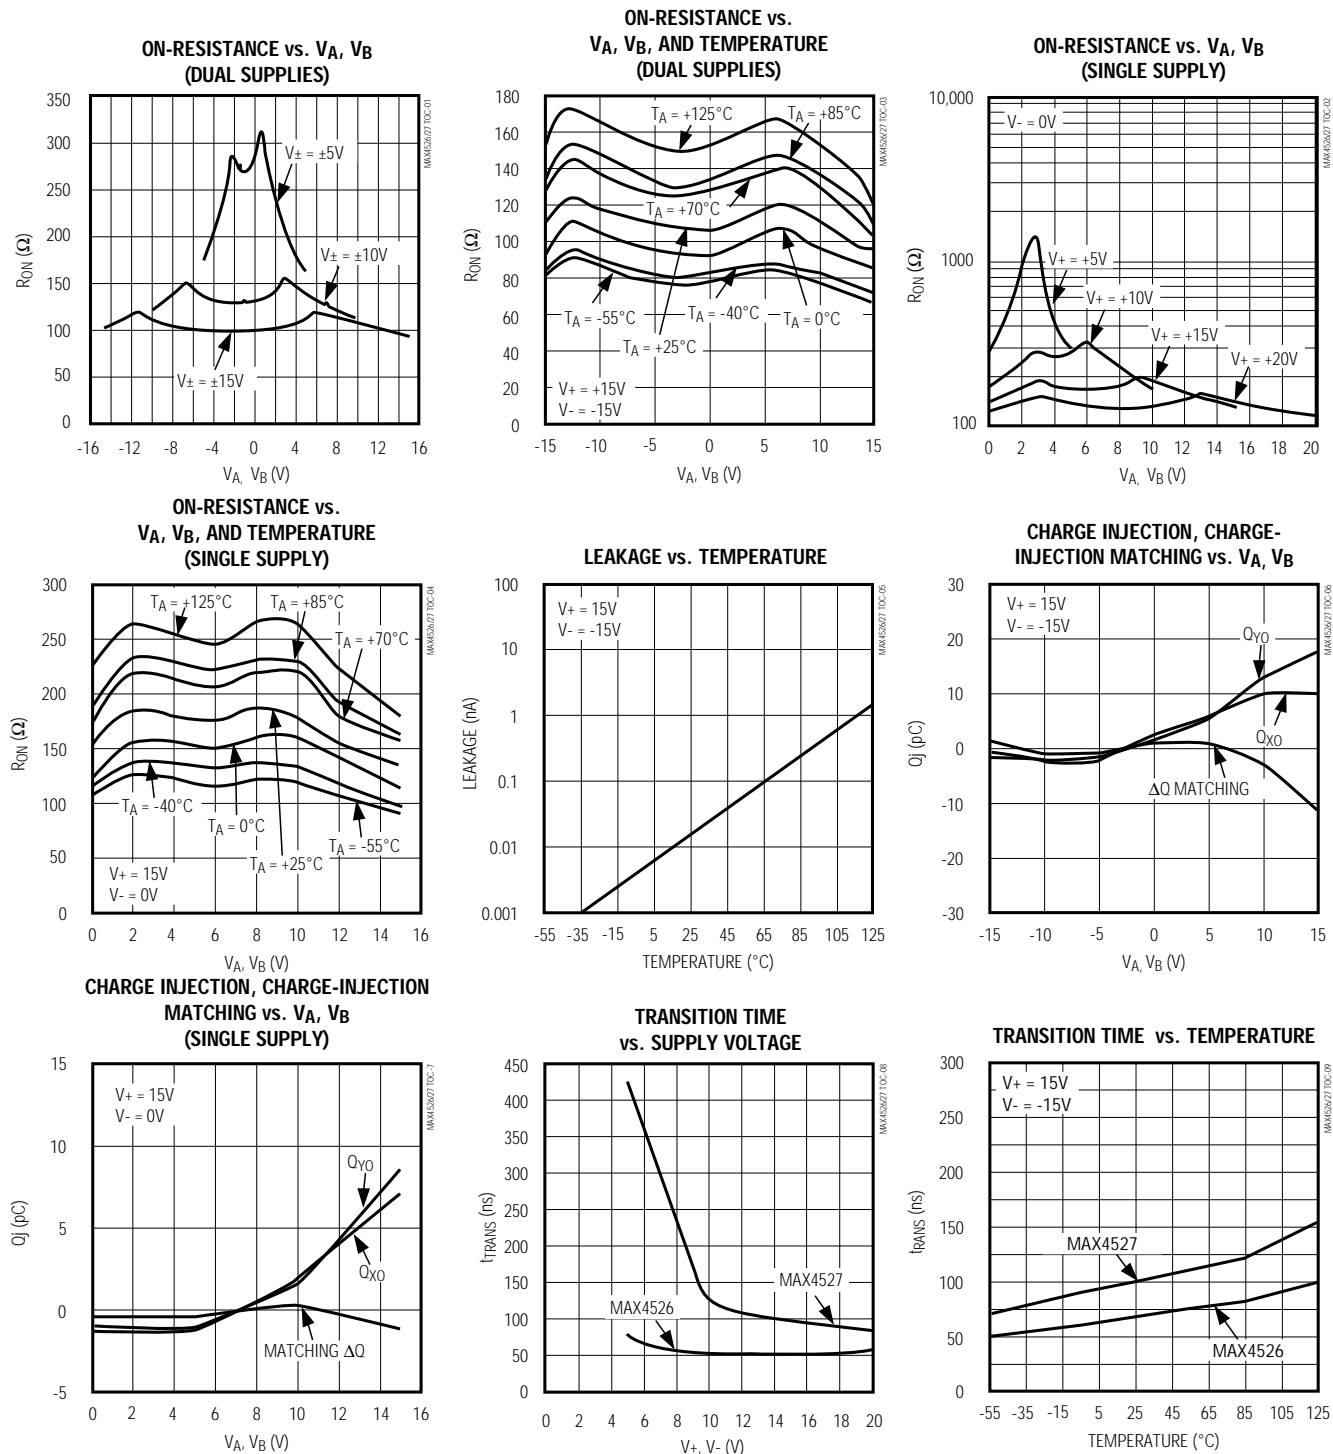 ON-RESISTANCE vs. VA, VB
(DUAL SUPPLIES)
350
300
250
200
150
100
50
0
RON (Ω)
V± = ±5V
V± = ±10V
V± = ±15V
-16 -12 -8 -4 0 4 8 12 16
VA, VB (V)
MAX4526/27 TOC-01
ON-RESISTANCE vs.
VA, VB, AND TEMPERATURE
(DUAL SUPPLIES)
180
160
140
120
100
80
60
40
20
0
RON (Ω)
TA = +125°C
TA = +85°C
TA = +70°C
TA = -55°C
TA = -40°C
TA = 0°C
TA = +25°C
V+ = +15V
V- = -15V
-15 -10 -5 0 5 10 15
VA, VB (V)
MAX4526/27 TOC-03
ON-RESISTANCE vs. VA, VB
(SINGLE SUPPLY)
10,000
1000
100
RON (Ω)
V- = 0V
V+ = +5V
V+ = +10V
V+ = +15V
V+ = +20V
0 2 4 6 8 10 12 14 16 18 20
VA, VB (V)
MAX4526/27 TOC-02
ON-RESISTANCE vs.
VA, VB, AND TEMPERATURE
(SINGLE SUPPLY)
300
250
200
150
100
50
0
RON (Ω)
TA = +125°C
TA = +85°C
TA = +70°C
TA = -40°C
TA = 0°C
TA = -55°C
TA = +25°C
V+ = 15V
V- = 0V
0 2 4 6 8 10 12 14 16
VA, VB (V)
MAX4526/27 TOC-04
LEAKAGE vs. TEMPERATURE
100
10
1
0.1
0.01
0.001
LEAKAGE (nA)
V+ = 15V
V- = -15V
-55 -35 -15 5 25 45 65 85 105 125
TEMPERATURE (°C)
MAX4526/27 TOC-05
CHARGE INJECTION, CHARGE-
INJECTION MATCHING vs. VA, VB
30
20
10
0
-10
-20
-30
Qj (pC)
V+ = 15V
V- = -15V
QYO
QXO
ΔQ MATCHING
-15 -10 -5 0 5 10 15
VA, VB (V)
MAX4526/27 TOC-06
CHARGE INJECTION, CHARGE-INJECTION
MATCHING vs. VA, VB
(SINGLE SUPPLY)
15
10
5
0
-5
Qj (pC)
V+ = 15V
V- = 0V
QYO
QXO
MATCHING ΔQ
0 2 4 6 8 10 12 14 16
VA, VB (V)
MAX4526/27 TOC-7
TRANSITION TIME
vs. SUPPLY VOLTAGE
450
400
350
300
250
200
150
100
50
0
tTRANS (ns)
MAX4527
MAX4526
0 2 4 6 8 10 12 14 16 18 20
V+, V- (V)
MAX4526/27 TOC-08
TRANSITION TIME vs. TEMPERATURE
300
250
200
150
100
50
0
tRANS (ns)
V+ = 15V
V- = -15V
MAX4527
MAX4526
-55 -35 -15 5 25 45 65 85 105 125
TEMPERATURE (°C)
MAX4526/27 TOC-09